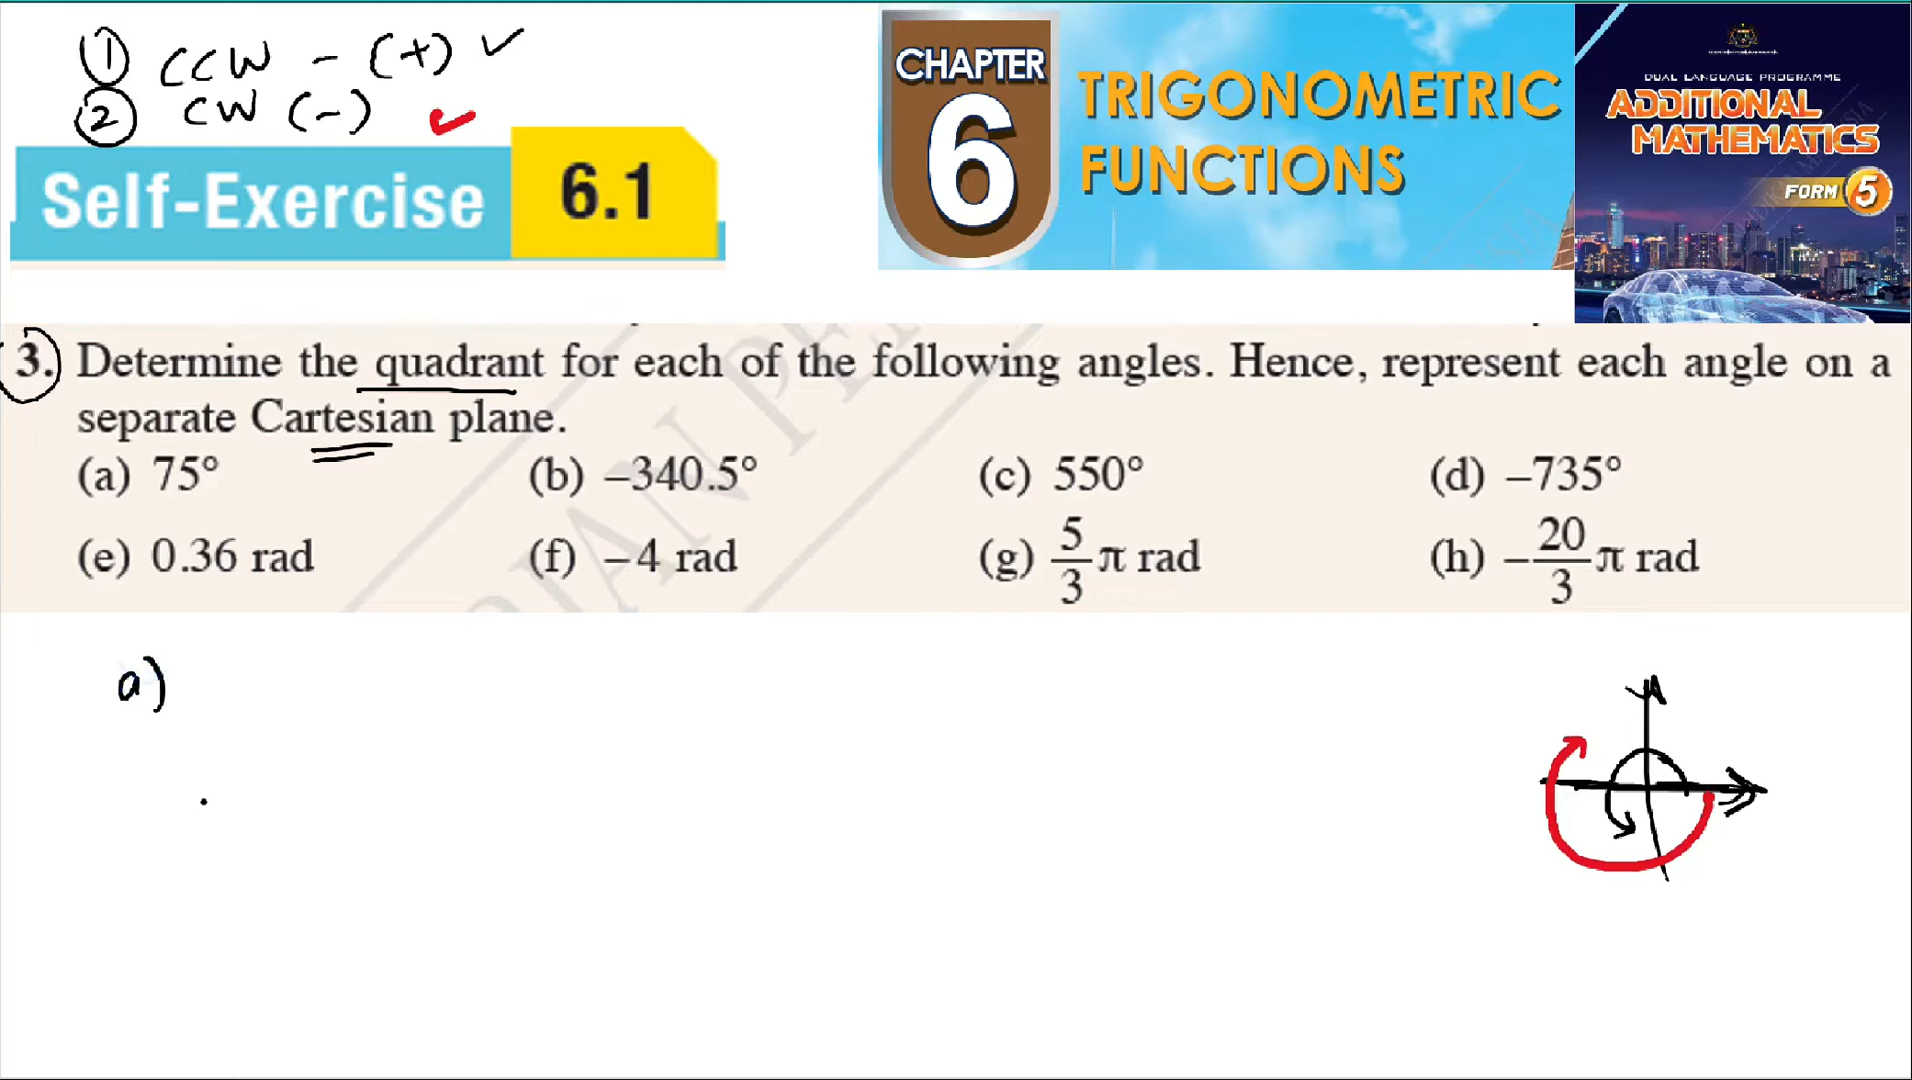 ① CCW - (+) ✓
② CW (-) ✓
Self-Exercise 6.1
CHAPTER
6
TRIGONOMETRIC
FUNCTIONS
DUAL LANGUAGE PROGRAMME
ADDITIONAL
MATHEMATICS
FORM 5
3. Determine the quadrant for each of the following angles. Hence, represent each angle on a
separate Cartesian plane.
(a) 75° (b) –340.5° (c) 550° (d) –735°
(e) 0.36 rad (f) –4 rad (g) 5/3 π rad (h) –20/3 π rad
a)